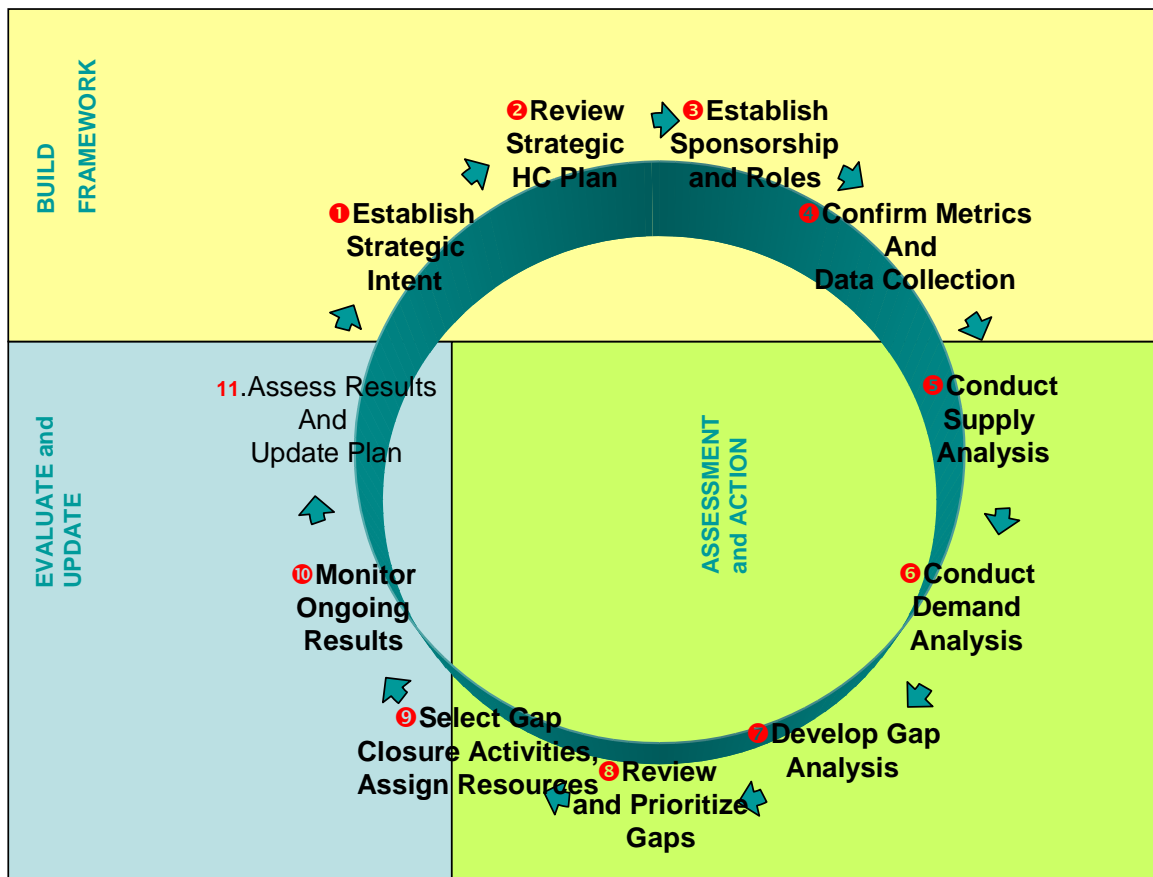 BUILD
FRAMEWORK
❶Establish
Strategic
Intent
❷Review
Strategic
HC Plan
❸Establish
Sponsorship
and Roles
❹Confirm Metrics
And
Data Collection
ASSESSMENT
and ACTION
❺Conduct
Supply
Analysis
❻Conduct
Demand
Analysis
❼Develop Gap
Analysis
❽Review
and Prioritize
Gaps
❾Select Gap
Closure Activities,
Assign Resources
EVALUATE and
UPDATE
❿Monitor
Ongoing
Results
11.Assess Results
And
Update Plan